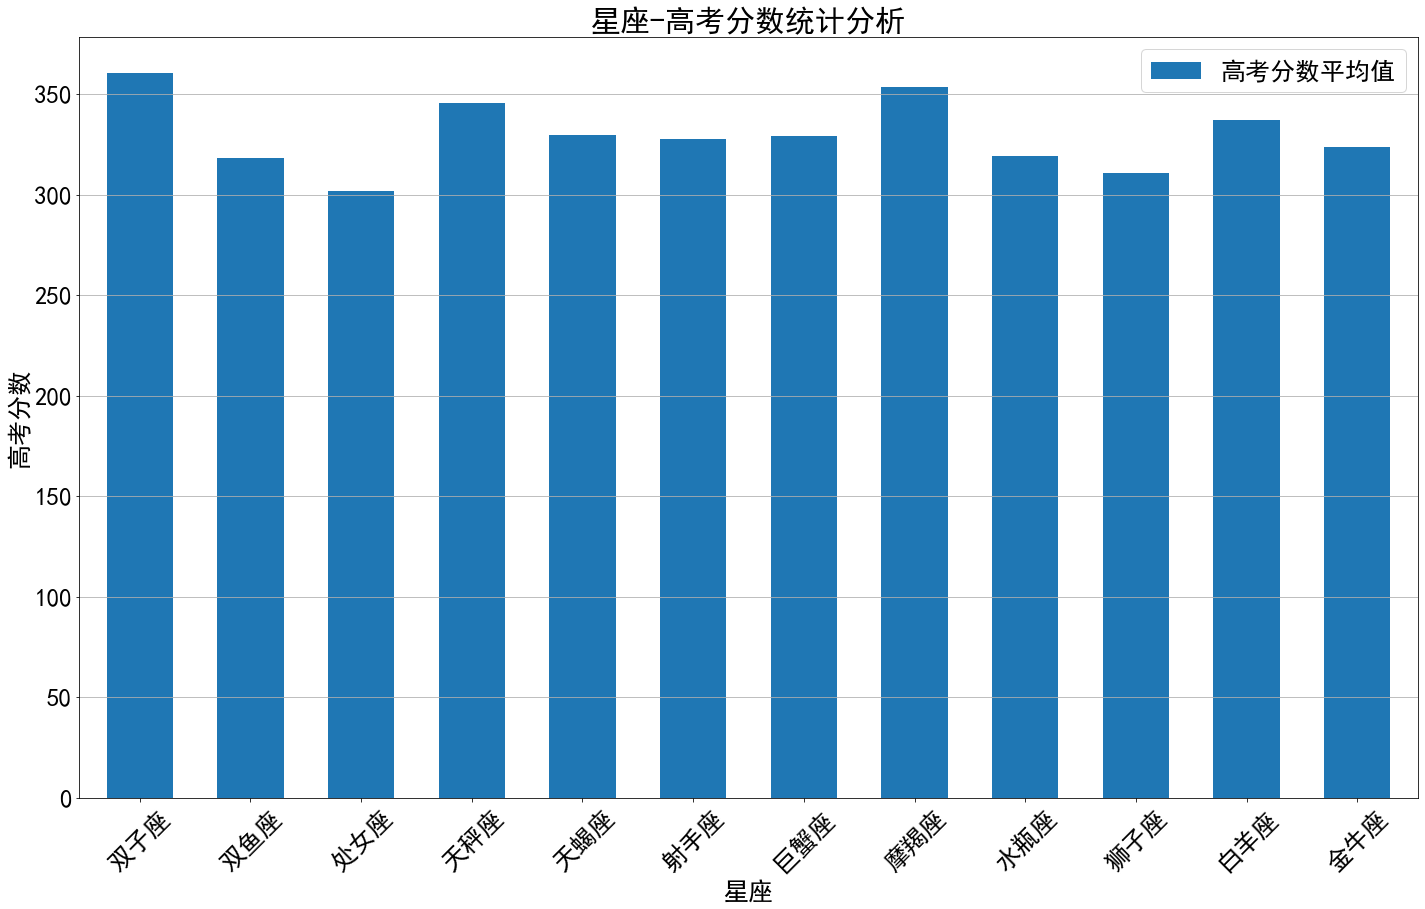 星座-高考分数统计分析
高考分数平均值
高考分数
350
300
250
200
150
100
50
0
双子座
双鱼座
处女座
天秤座
天蝎座
射手座
巨蟹座
摩羯座
水瓶座
狮子座
白羊座
金牛座
星座